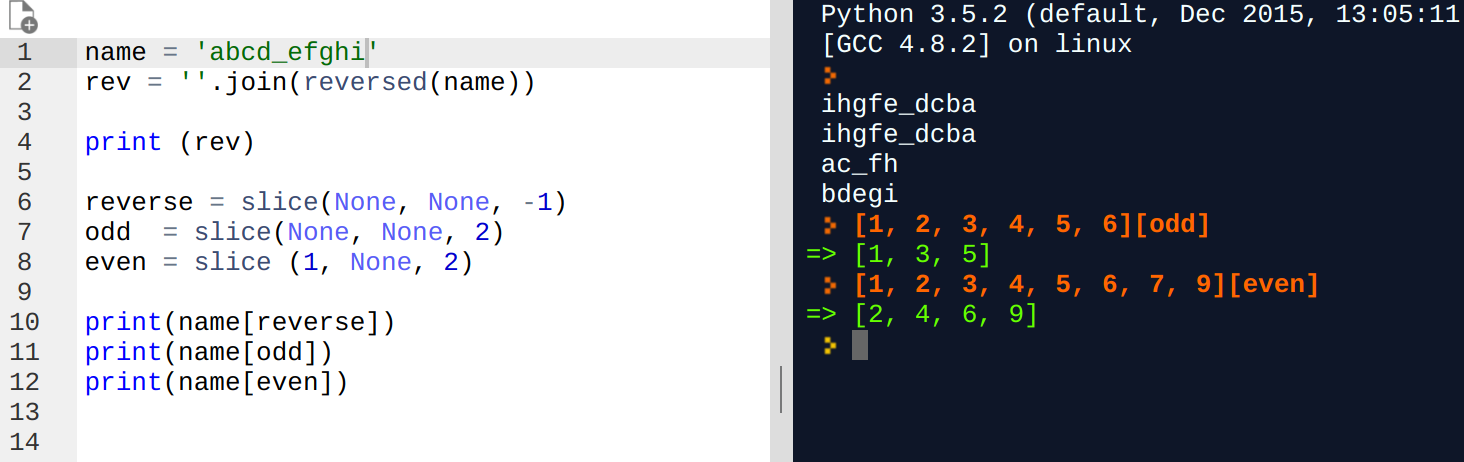 1 name = 'abcd_efghi'
2 rev = ''.join(reversed(name))
3
4 print (rev)
5
6 reverse = slice(None, None, -1)
7 odd  = slice(None, None, 2)
8 even = slice (1, None, 2)
9
10 print(name[reverse])
11 print(name[odd])
12 print(name[even])
13
14
Python 3.5.2 (default, Dec 2015, 13:05:11
[GCC 4.8.2] on linux
ihgfe_dcba
ihgfe_dcba
ac_fh
bdegi
[1, 2, 3, 4, 5, 6][odd]
=> [1, 3, 5]
[1, 2, 3, 4, 5, 6, 7, 9][even]
=> [2, 4, 6, 9]